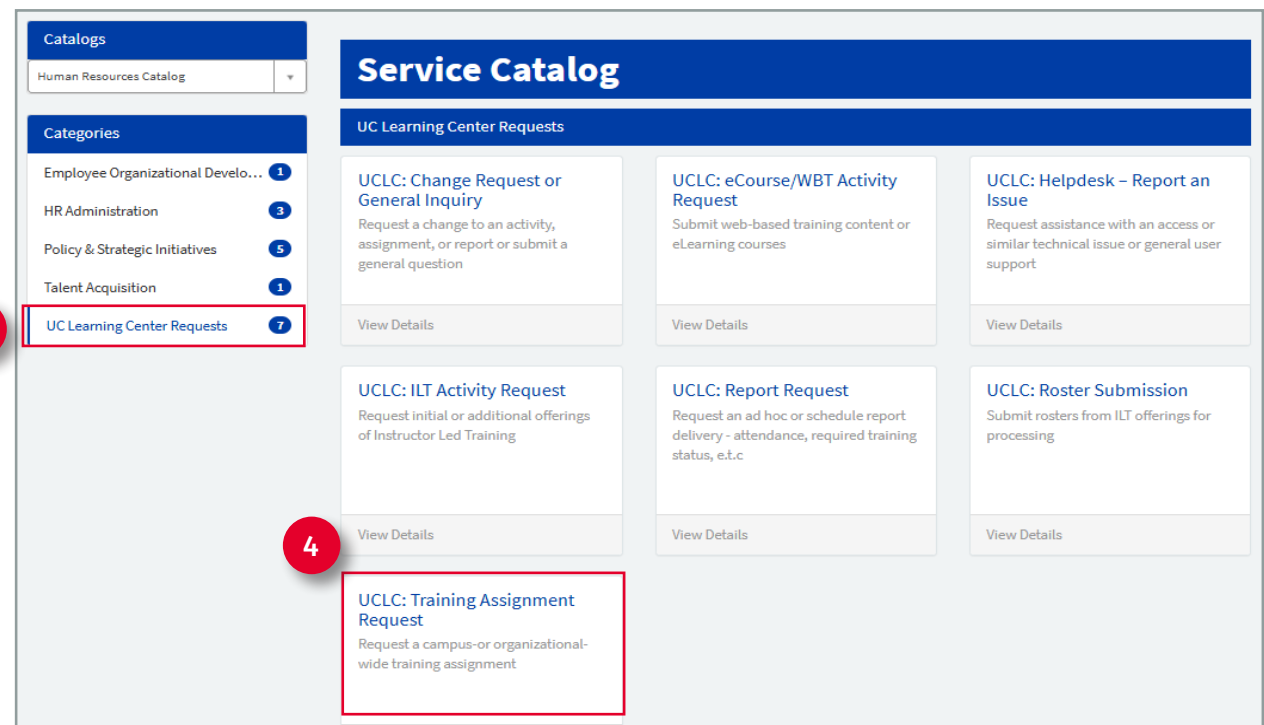 Catalogs
Human Resources Catalog
Categories
Employee Organizational Develo... 1
HR Administration 3
Policy & Strategic Initiatives 5
Talent Acquisition 1
UC Learning Center Requests 7
Service Catalog
UC Learning Center Requests
UCLC: Change Request or
General Inquiry
Request a change to an activity,
assignment, or report or submit a
general question
View Details
UCLC: eCourse/WBT Activity
Request
Submit web-based training content or
eLearning courses
View Details
UCLC: Helpdesk – Report an
Issue
Request assistance with an access or
similar technical issue or general user
support
View Details
UCLC: ILT Activity Request
Request initial or additional offerings
of Instructor Led Training
View Details
UCLC: Report Request
Request an ad hoc or schedule report
delivery - attendance, required training
status, e.t.c
View Details
UCLC: Roster Submission
Submit rosters from ILT offerings for
processing
View Details
4
UCLC: Training Assignment
Request
Request a campus-or organizational-
wide training assignment